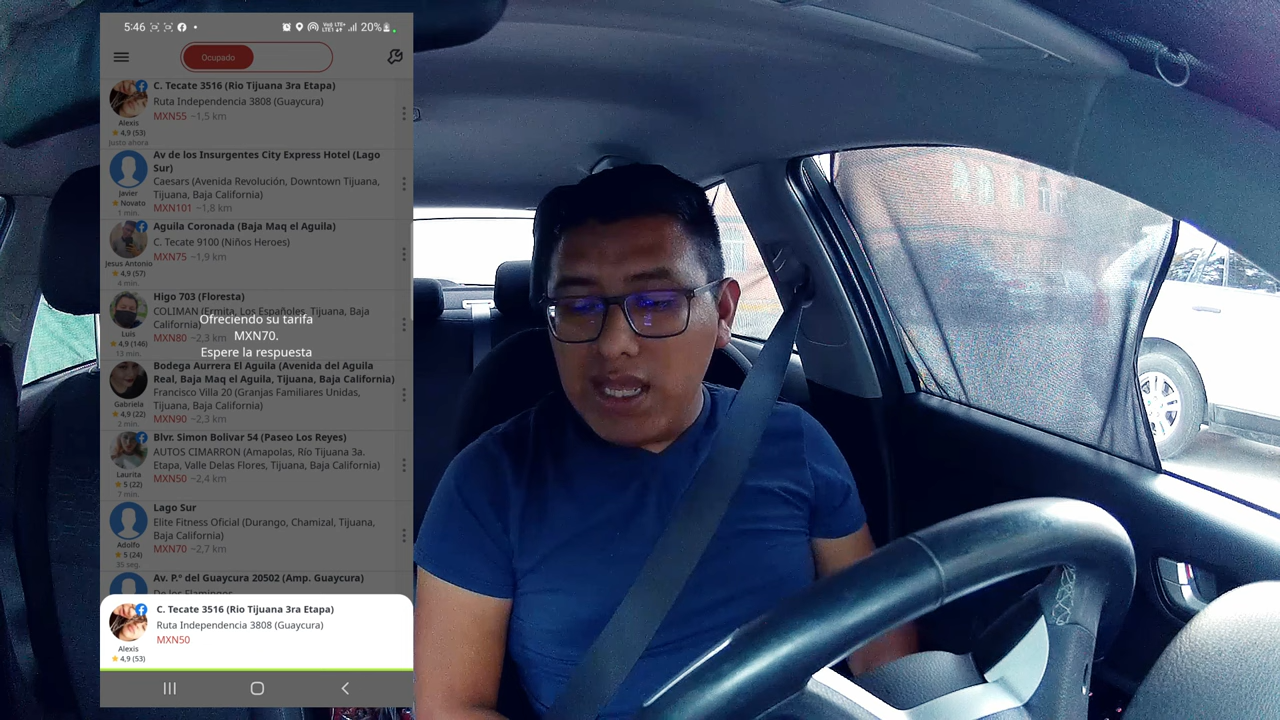 5:46
20%
Ocupado
C. Tecate 3516 (Rio Tijuana 3ra Etapa)
Ruta Independencia 3808 (Guaycura)
MXN55 ~1,5 km
Alexis
4,9 (53)
Justo ahora
Av de los Insurgentes City Express Hotel (Lago
Sur)
Caesars (Avenida Revolución, Downtown Tijuana,
Tijuana, Baja California)
MXN101 ~1,8 km
Javier
Novato
1 min.
Aguila Coronada (Baja Maq el Aguila)
C. Tecate 9100 (Niños Heroes)
MXN75 ~1,9 km
Jesus Antonio
4,9 (57)
4 min.
Higo 703 (Floresta)
COLIMAN (Ermita, Los Españoles, Tijuana, Baja
California)
MXN80 ~2,3 km
Luis
4,9 (146)
13 min.
Ofreciendo su tarifa
MXN70.
Espere la respuesta
Bodega Aurrera El Aguila (Avenida del Aguila
Real, Baja Maq el Aguila, Tijuana, Baja California)
Francisco Villa 20 (Granjas Familiares Unidas,
Tijuana, Baja California)
MXN90 ~2,3 km
Gabriela
4,9 (22)
2 min.
Blvr. Simon Bolivar 54 (Paseo Los Reyes)
AUTOS CIMARRON (Amapolas, Río Tijuana 3a.
Etapa, Valle Delas Flores, Tijuana, Baja California)
MXN50 ~2,4 km
Laurita
5 (22)
7 min.
Lago Sur
Elite Fitness Oficial (Durango, Chamizal, Tijuana,
Baja California)
MXN70 ~2,7 km
Adolfo
5 (24)
35 seg.
Av. P.º del Guaycura 20502 (Amp. Guaycura)
De los Flamingos
C. Tecate 3516 (Rio Tijuana 3ra Etapa)
Ruta Independencia 3808 (Guaycura)
MXN50
Alexis
4,9 (53)